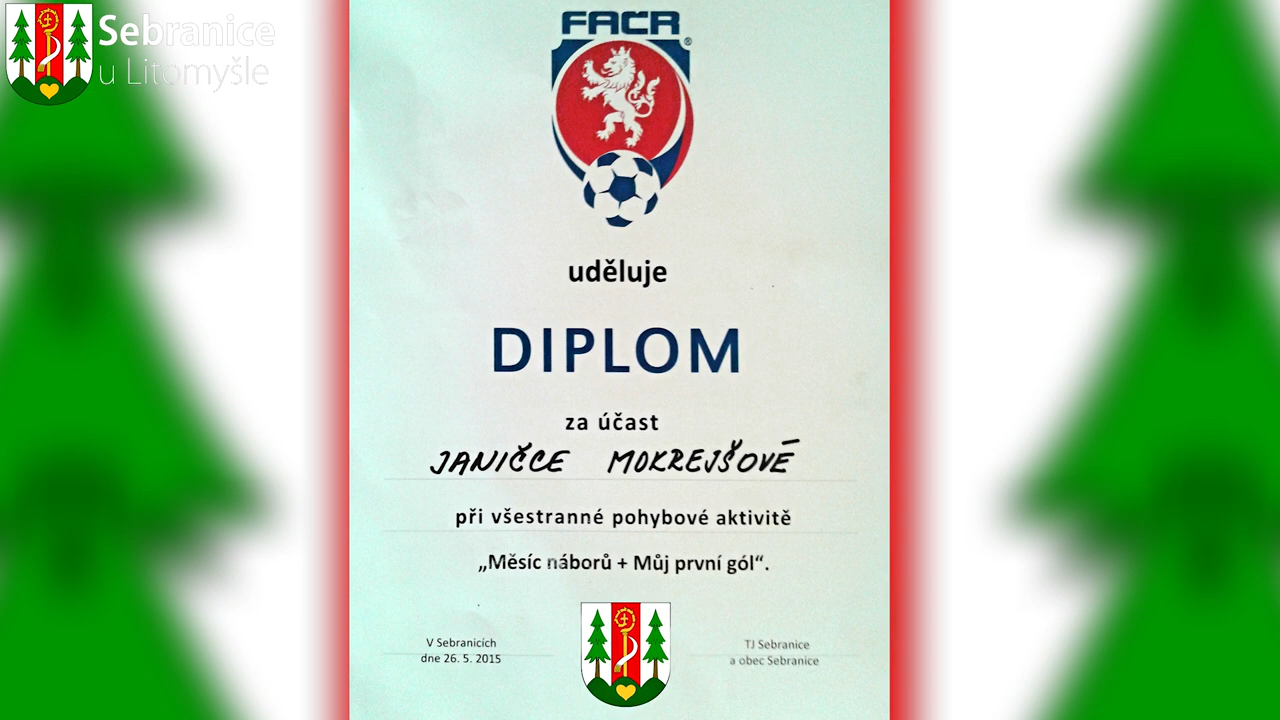 Sebranice
u Litomyšle
FAČR
®
uděluje
DIPLOM
za účast
JANIČCE MOKREJŠOVÉ
při všestranné pohybové aktivitě
„Měsíc náborů + Můj první gól“.
V Sebranicích
dne 26. 5. 2015
TJ Sebranice
a obec Sebranice